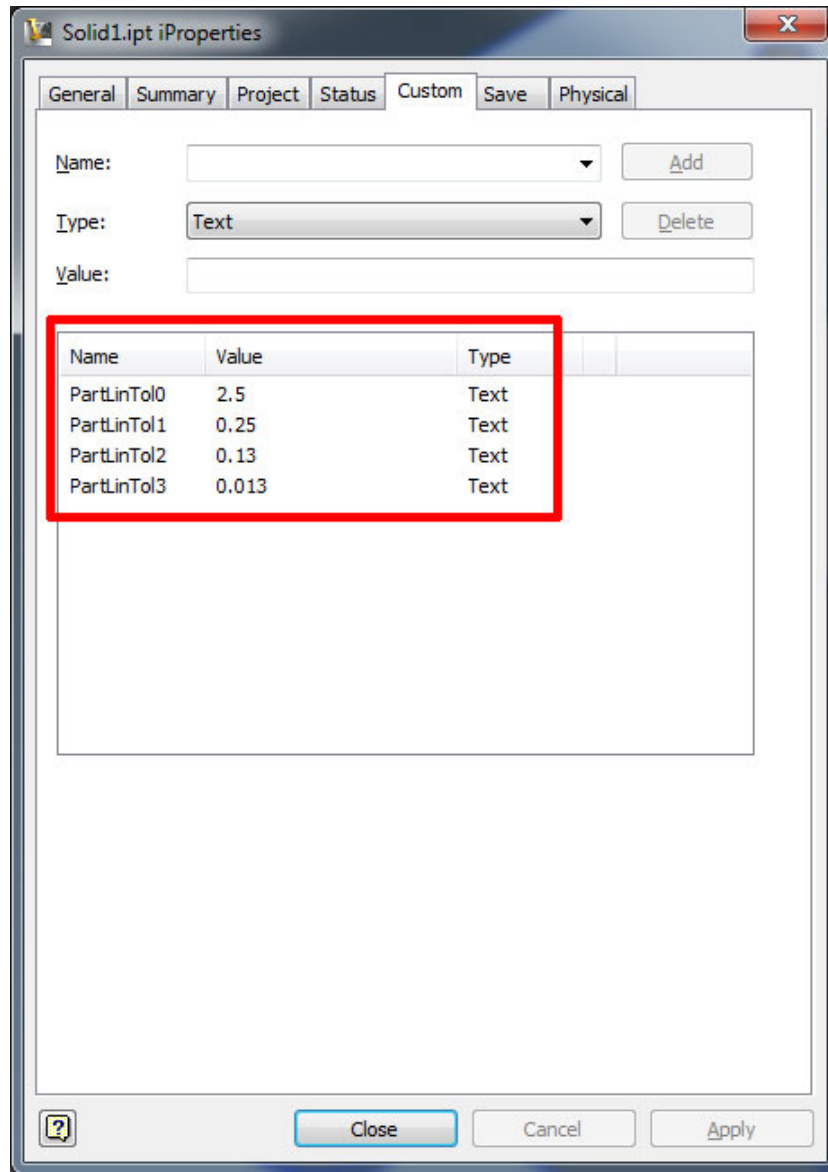 Solid1.ipt iProperties
General Summary Project Status Custom Save Physical
Name: Add
Type: Text Delete
Value:
Name Value Type
PartLinTol0 2.5 Text
PartLinTol1 0.25 Text
PartLinTol2 0.13 Text
PartLinTol3 0.013 Text
Close Cancel Apply